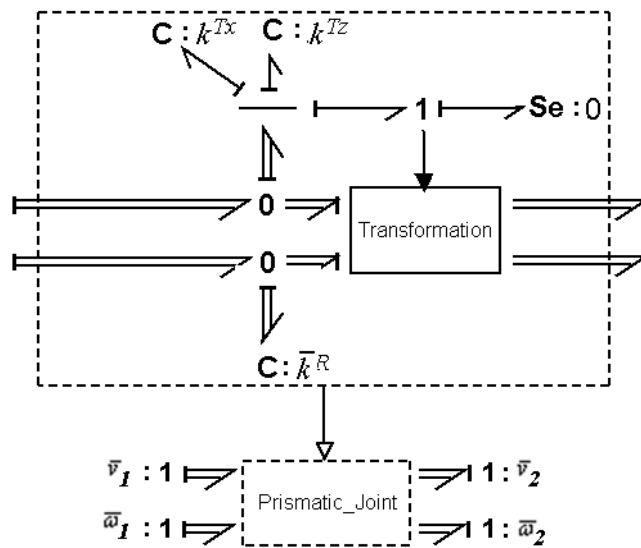 C : k^Tx C : k^Tz
1 Se : 0
0
Transformation
0
C : k̄^R
v̄₁ : 1 1 : v̄₂
Prismatic_Joint
ω̄₁ : 1 1 : ω̄₂